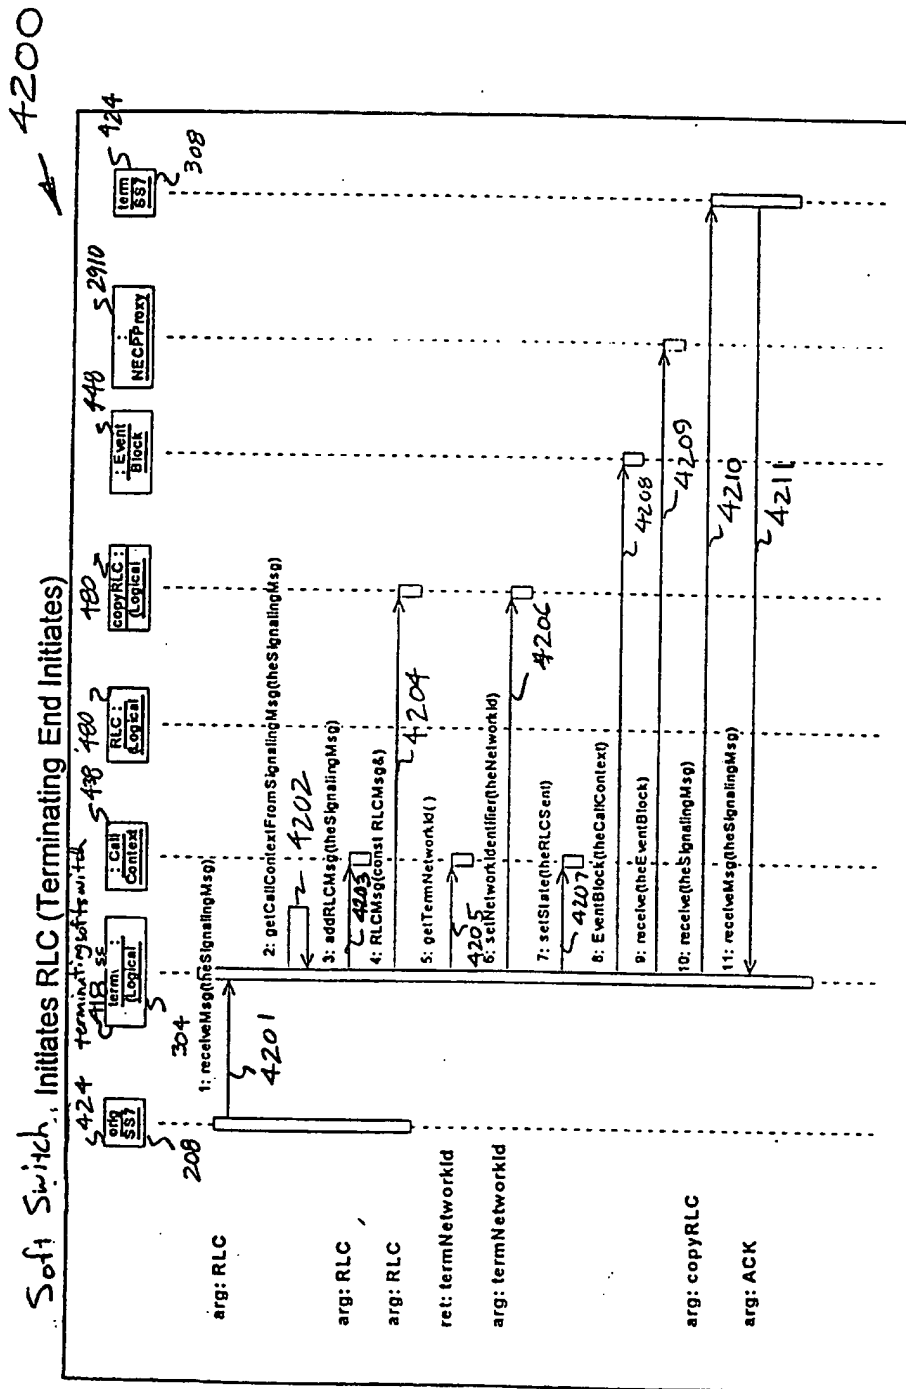 4200
Soft Switch Initiates RLC (Terminating End Initiates)
424
orig
SS7
208
terminating softswith
418
ss
term :
(Logical
304
438
: Call
Context
480
RLC :
(Logical
480
copyRLC :
(Logical
448
: Event
Block
2910
:
NECPProxy
424
term
SS7
308
arg: RLC
1: receiveMsg(theSignalingMsg)
4201
2: getCallContextFromSignalingMsg(theSignalingMsg)
4202
arg: RLC
3: addRLCMsg(theSignalingMsg)
4203
arg: RLC
4: RLCMsg(const RLCMsg&)
4204
ret: termNetworkId
5: getTermNetworkId( )
4205
arg: termNetworkId
6: setNetworkIdentifier(theNetworkId)
4206
7: setState(theRLCSent)
4207
8: EventBlock(theCallContext)
4208
9: receive(theEventBlock)
4209
arg: copyRLC
10: receive(theSignalingMsg)
4210
arg: ACK
11: receiveMsg(theSignalingMsg)
4211